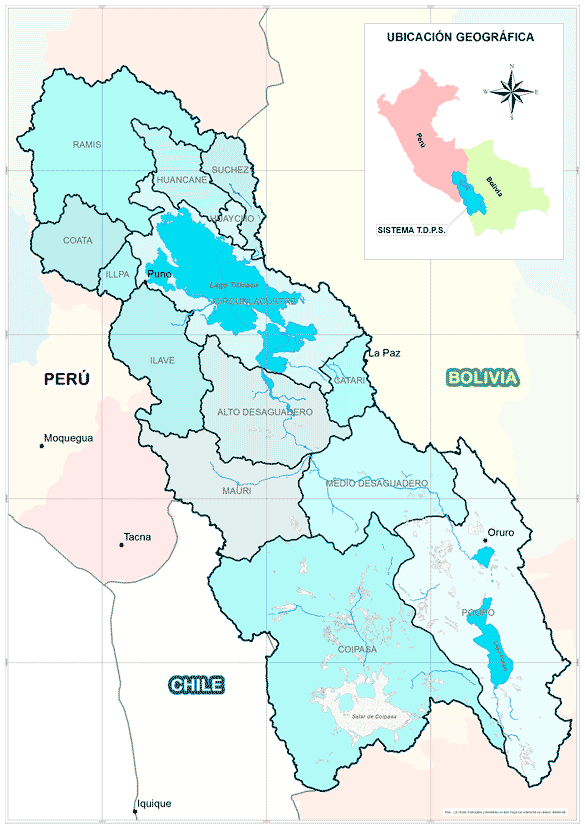 UBICACIÓN GEOGRÁFICA
N
W
E
S
Perú
Bolivia
SISTEMA T.D.P.S.
RAMIS
SUCHEZ
HUANCANE
HUAYCHO
COATA
ILLPA
Puno
Lago Titicaca
CIRCUNLACUSTRE
ILAVE
La Paz
CATARI
PERÚ
BOLIVIA
ALTO DESAGUADERO
Moquegua
MAURI
MEDIO DESAGUADERO
Tacna
Oruro
POOPO
COIPASA
CHILE
Salar de Coipasa
Iquique